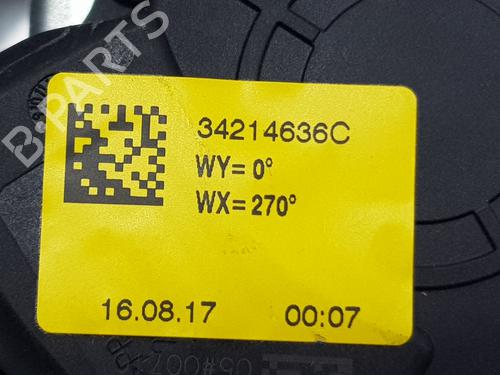 34214636C
WY= 0°
WX= 270°
16.08.17 00:07
B-PARTS